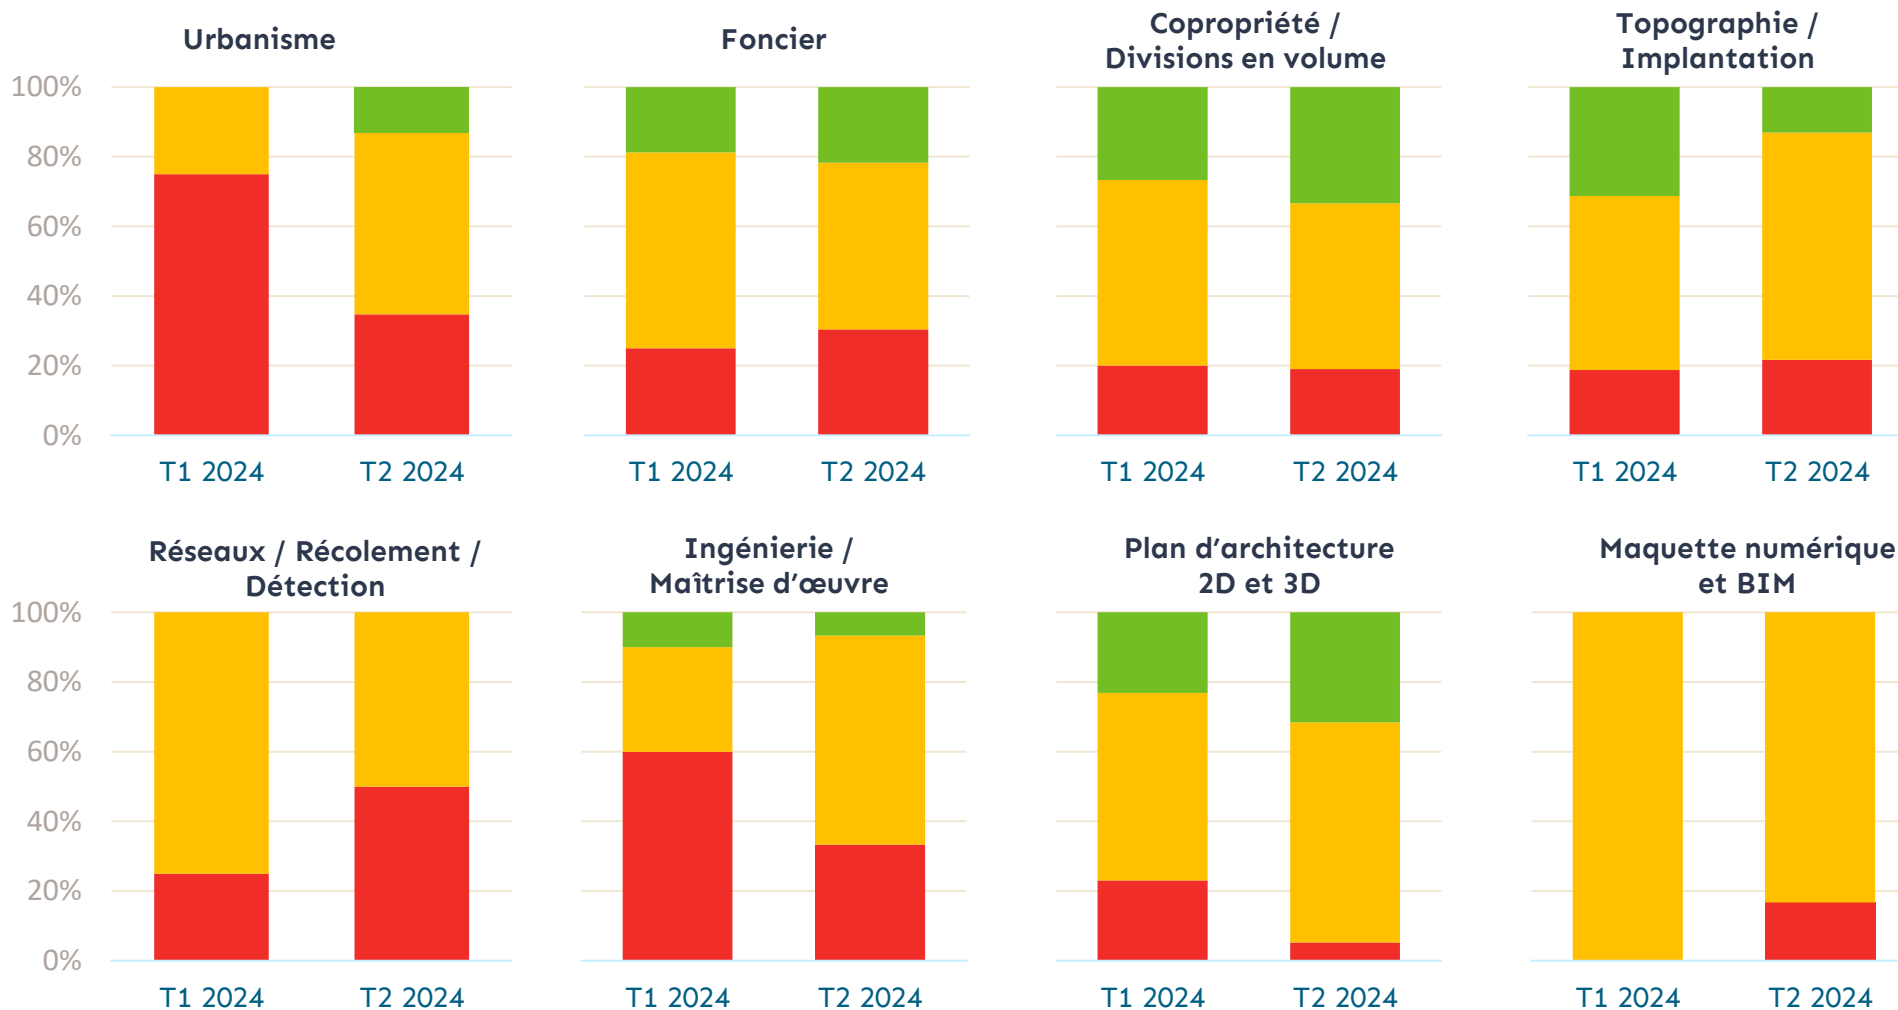 Urbanisme
Foncier
Copropriété /
Divisions en volume
Topographie /
Implantation
100%
80%
60%
40%
20%
0%
T1 2024 T2 2024
T1 2024 T2 2024
T1 2024 T2 2024
T1 2024 T2 2024
Réseaux / Récolement /
Détection
Ingénierie /
Maîtrise d’œuvre
Plan d’architecture
2D et 3D
Maquette numérique
et BIM
100%
80%
60%
40%
20%
0%
T1 2024 T2 2024
T1 2024 T2 2024
T1 2024 T2 2024
T1 2024 T2 2024